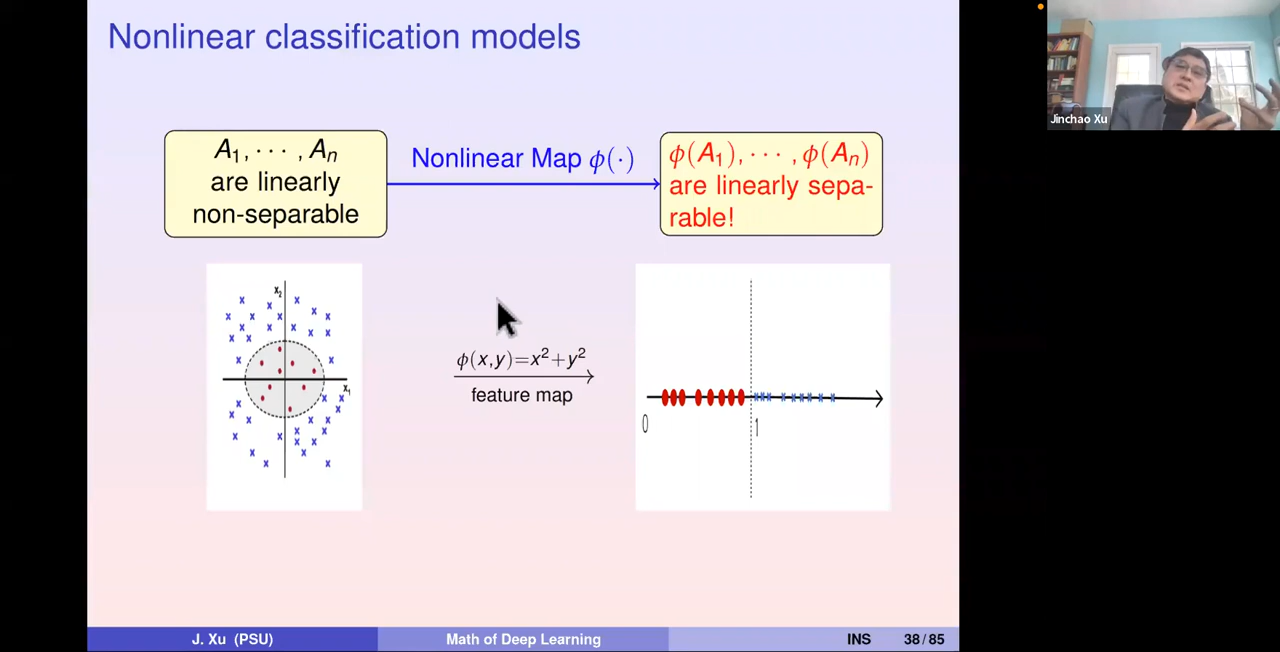 Nonlinear classification models
Jinchao Xu
A₁, ⋯ , Aₙ
are linearly
non-separable
Nonlinear Map ϕ(·)
ϕ(A₁), ⋯ , ϕ(Aₙ)
are linearly sepa-
rable!
x₂
x₁
ϕ(x,y)=x²+y²
feature map
0
1
J. Xu (PSU)
Math of Deep Learning
INS
38/85